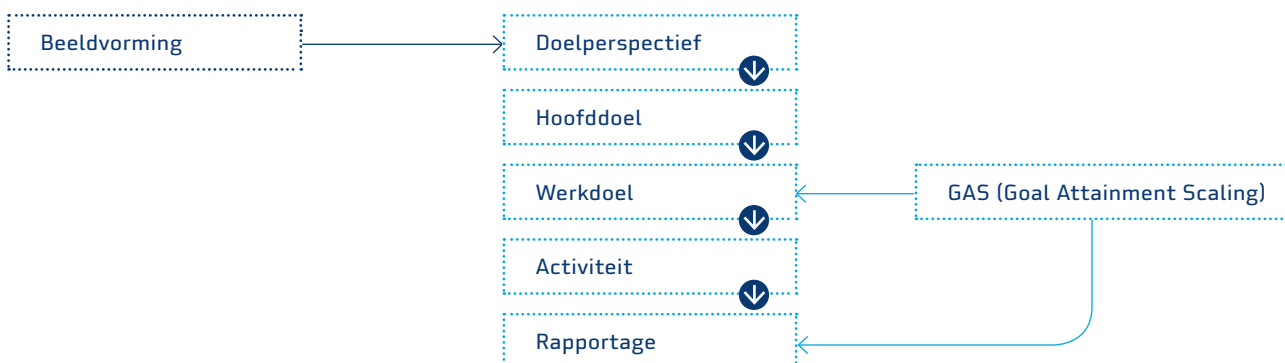 Beeldvorming
Doelperspectief
Hoofddoel
Werkdoel
GAS (Goal Attainment Scaling)
Activiteit
Rapportage